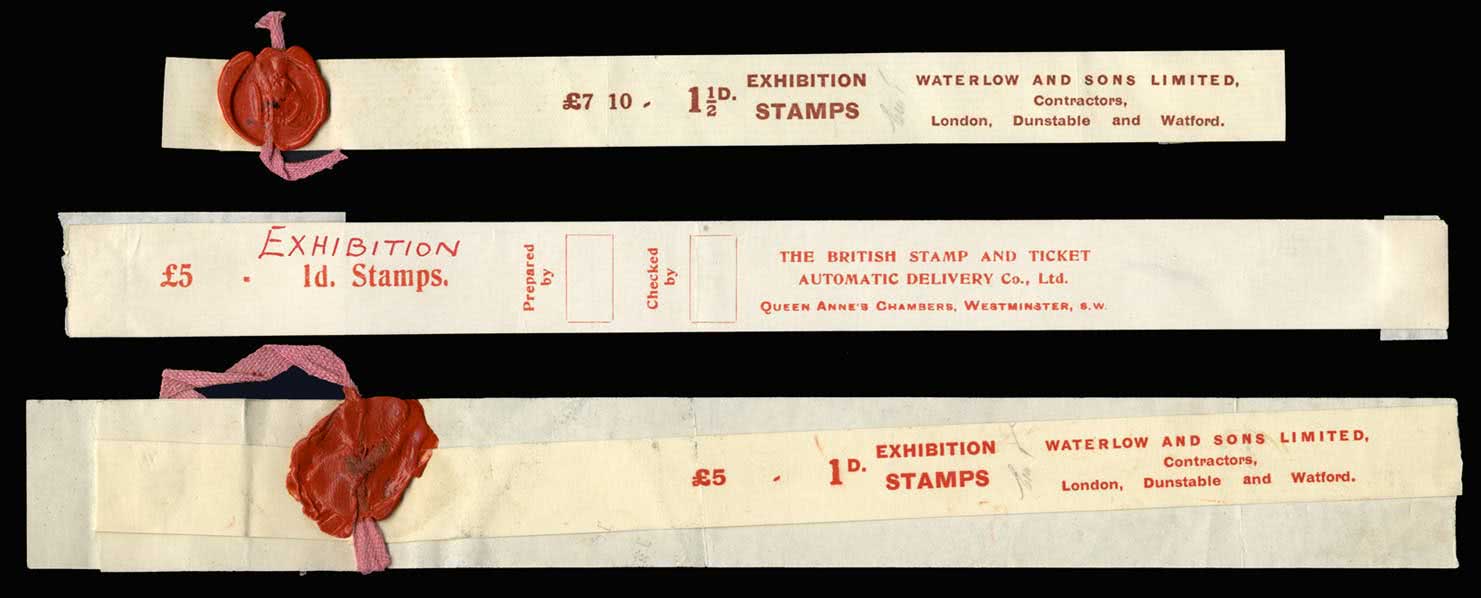 £7 10 - 1½D. EXHIBITION STAMPS
WATERLOW AND SONS LIMITED,
Contractors,
London, Dunstable and Watford.
EXHIBITION
£5 - 1d. Stamps.
Prepared by
Checked by
THE BRITISH STAMP AND TICKET
AUTOMATIC DELIVERY Co., Ltd.
QUEEN ANNE'S CHAMBERS, WESTMINSTER, S.W.
£5 - 1D. EXHIBITION STAMPS
WATERLOW AND SONS LIMITED,
Contractors,
London, Dunstable and Watford.